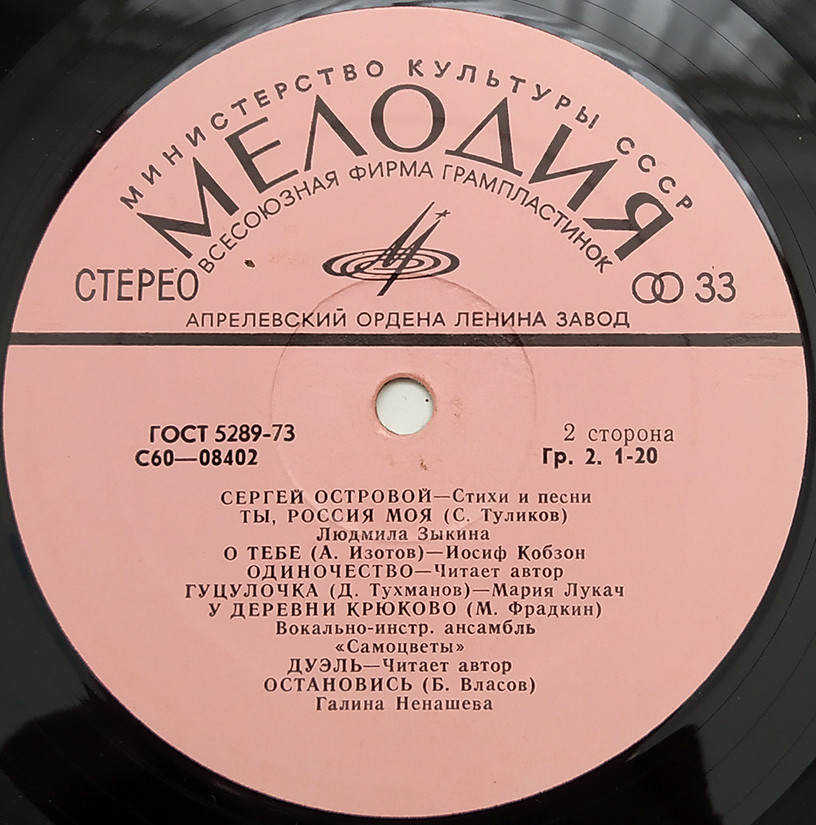 МИНИСТЕРСТВО КУЛЬТУРЫ СССР
МЕЛОДИЯ
ВСЕСОЮЗНАЯ ФИРМА ГРАМПЛАСТИНОК
СТЕРЕО
33
АПРЕЛЕВСКИЙ ОРДЕНА ЛЕНИНА ЗАВОД
ГОСТ 5289-73
2 сторона
С60—08402
Гр. 2. 1-20
СЕРГЕЙ ОСТРОВОЙ—Стихи и песни
ТЫ, РОССИЯ МОЯ (С. Туликов)
Людмила Зыкина
О ТЕБЕ (А. Изотов)—Иосиф Кобзон
ОДИНОЧЕСТВО—Читает автор
ГУЦУЛОЧКА (Д. Тухманов)—Мария Лукач
У ДЕРЕВНИ КРЮКОВО (М. Фрадкин)
Вокально-инстр. ансамбль
«Самоцветы»
ДУЭЛЬ—Читает автор
ОСТАНОВИСЬ (Б. Власов)
Галина Ненашева